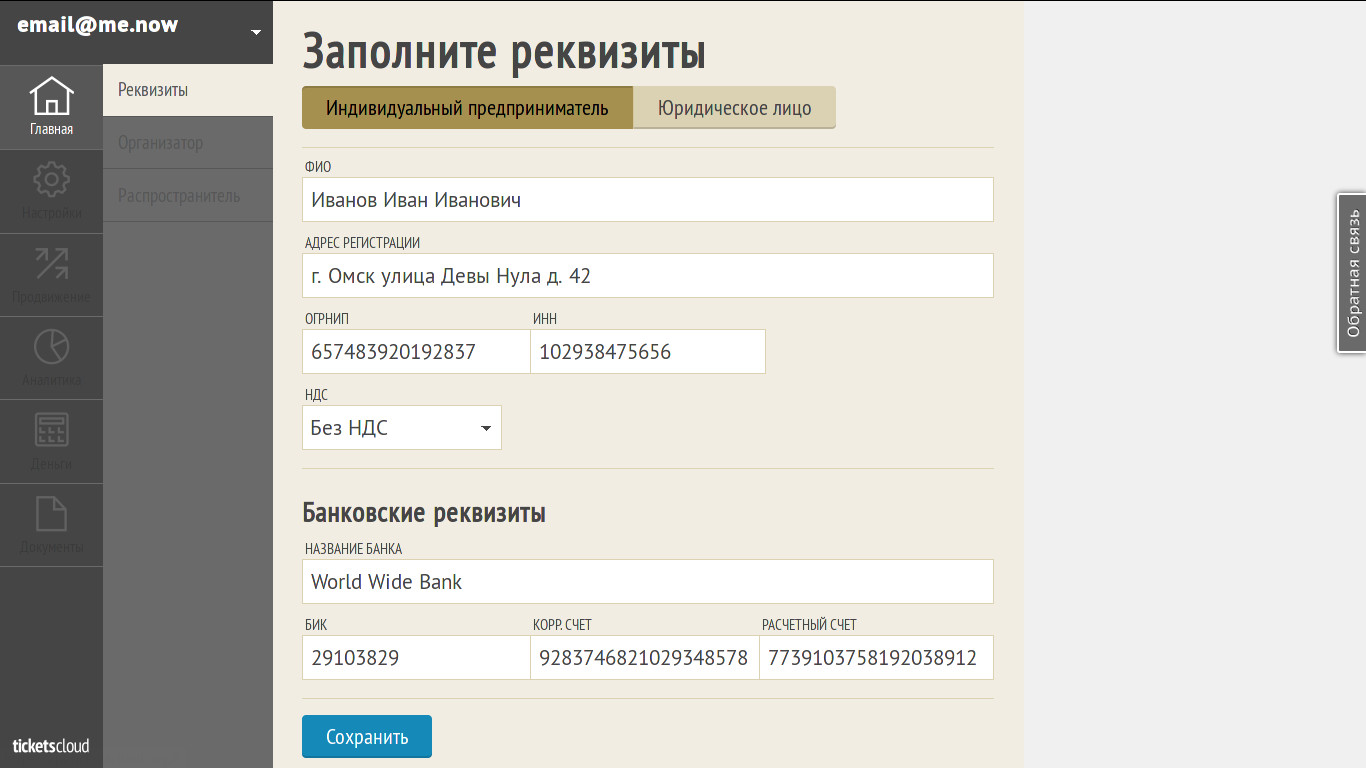 email@me.now
Главная
Настройки
Продвижение
Аналитика
Деньги
Документы
ticketscloud
Реквизиты
Организатор
Распространитель
Заполните реквизиты
Индивидуальный предприниматель Юридическое лицо
ФИО
Иванов Иван Иванович
АДРЕС РЕГИСТРАЦИИ
г. Омск улица Девы Нула д. 42
ОГРНИП ИНН
657483920192837 102938475656
НДС
Без НДС
Банковские реквизиты
НАЗВАНИЕ БАНКА
World Wide Bank
БИК КОРР. СЧЕТ РАСЧЕТНЫЙ СЧЕТ
29103829 9283746821029348578 7739103758192038912
Сохранить
Обратная связь